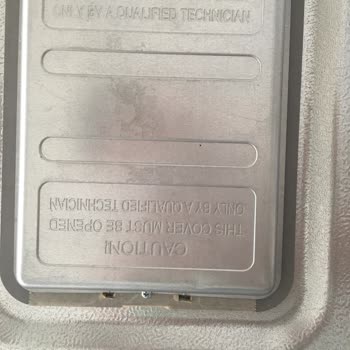 ONLY BY A QUALIFIED TECHNICIAN
CAUTION!
THIS COVER MUST BE OPENED
ONLY BY A QUALIFIED TECHNICIAN